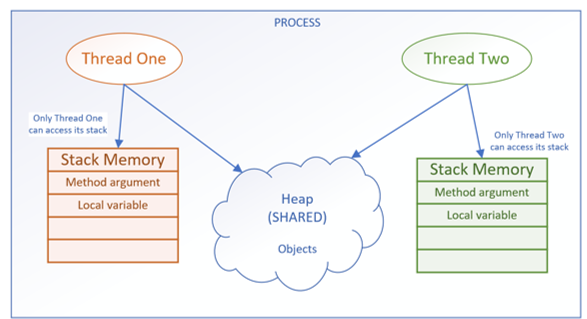 PROCESS
Thread One
Thread Two
Only Thread One
can access its stack
Only Thread Two
can access its stack
Stack Memory
Method argument
Local variable
Heap
(SHARED)
Objects
Stack Memory
Method argument
Local variable